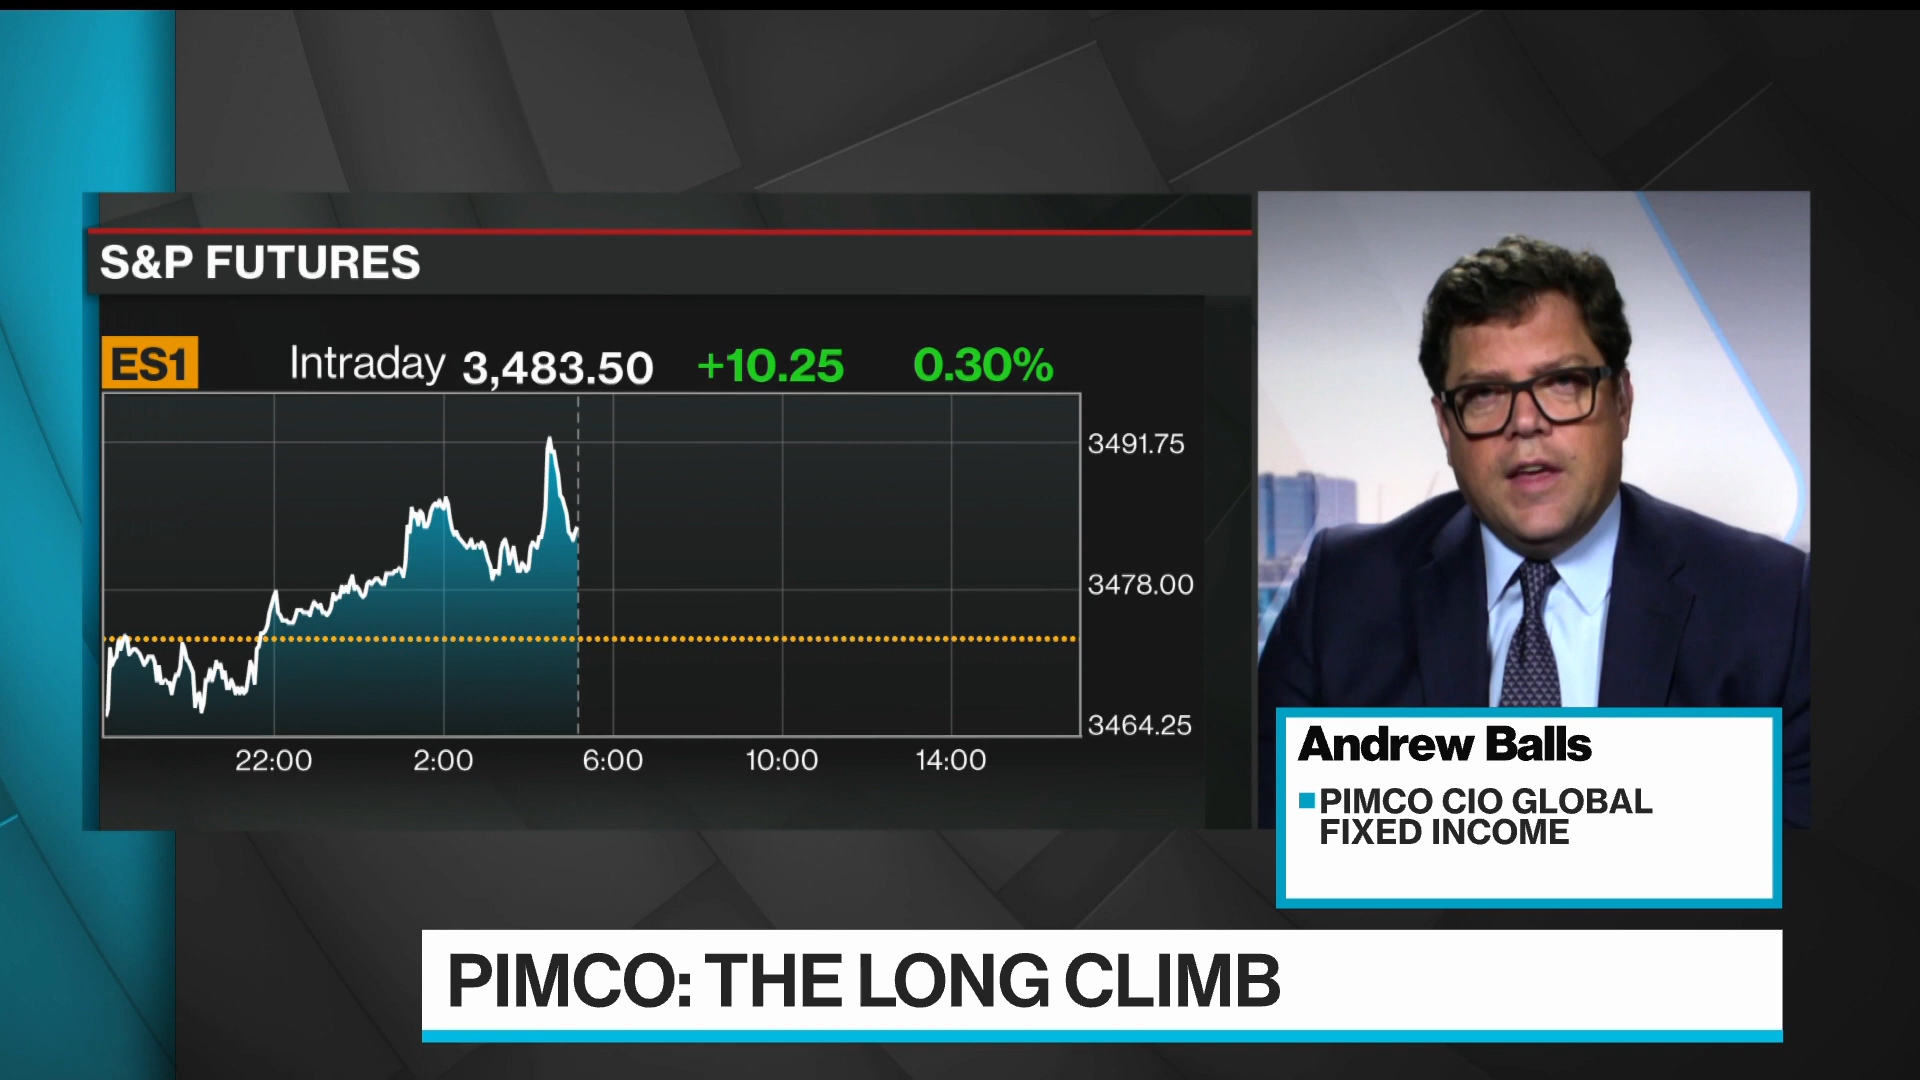 S&P FUTURES
ES1 Intraday 3,483.50 +10.25 0.30%
3491.75
3478.00
3464.25
22:00 2:00 6:00 10:00 14:00
Andrew Balls
PIMCO CIO GLOBAL
FIXED INCOME
PIMCO: THE LONG CLIMB